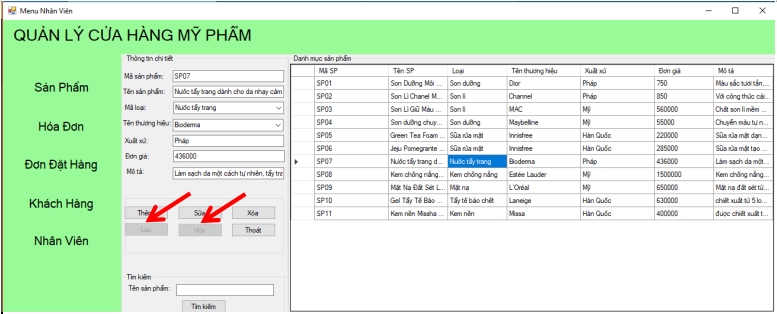 Menu Nhân Viên
QUẢN LÝ CỬA HÀNG MỸ PHẨM
Sản Phẩm
Hóa Đơn
Đơn Đặt Hàng
Khách Hàng
Nhân Viên
Thông tin chi tiết
Mã sản phẩm: SP07
Tên sản phẩm: Nước tẩy trang dành cho da nhạy cảm
Mã loại: Nước tẩy trang
Tên thương hiệu: Bioderma
Xuất xứ: Pháp
Đơn giá: 436000
Mô tả: Làm sạch da một cách tự nhiên, tẩy tra
Thêm Sửa Xóa
Lưu Hủy Thoát
Tìm kiếm
Tên sản phẩm:
Tìm kiếm
Danh mục sản phẩm
Mã SP Tên SP Loại Tên thương hiệu Xuất xứ Đơn giá Mô tả
SP01 Son Dưỡng Môi ... Son dưỡng Dior Pháp 750 Màu sắc tươi tắn,...
SP02 Son Lì Chanel M... Son lì Channel Pháp 850 Với công thức cải...
SP03 Son Lì Giữ Màu ... Son lì MAC Mỹ 560000 Chất son lì mềm ...
SP04 Son dưỡng chuy... Son dưỡng Maybelline Mỹ 55000 Chuyển màu tự n...
SP05 Green Tea Foam ... Sữa rửa mặt Innisfree Hàn Quốc 220000 Sữa rửa mặt dạn...
SP06 Jeju Pomegrante ... Sữa rửa mặt Innisfree Hàn Quốc 285000 Sữa rửa mặt tạo ...
SP07 Nước tẩy trang d... Nước tẩy trang Bioderma Pháp 436000 Làm sạch da một...
SP08 Kem chống nắng... Kem chống nắng Estée Lauder Mỹ 1500000 Kem chống nắng...
SP09 Mặt Nạ Đất Sét L... Mặt nạ L'Oréal Mỹ 650000 Mặt nạ đất sét từ...
SP10 Gel Tẩy Tế Bào ... Tẩy tế bào chết Laneige Hàn Quốc 630000 chiết xuất từ 5 lo...
SP11 Kem nền Missha ... Kem nền Missa Hàn Quốc 400000 được chiết xuất t...